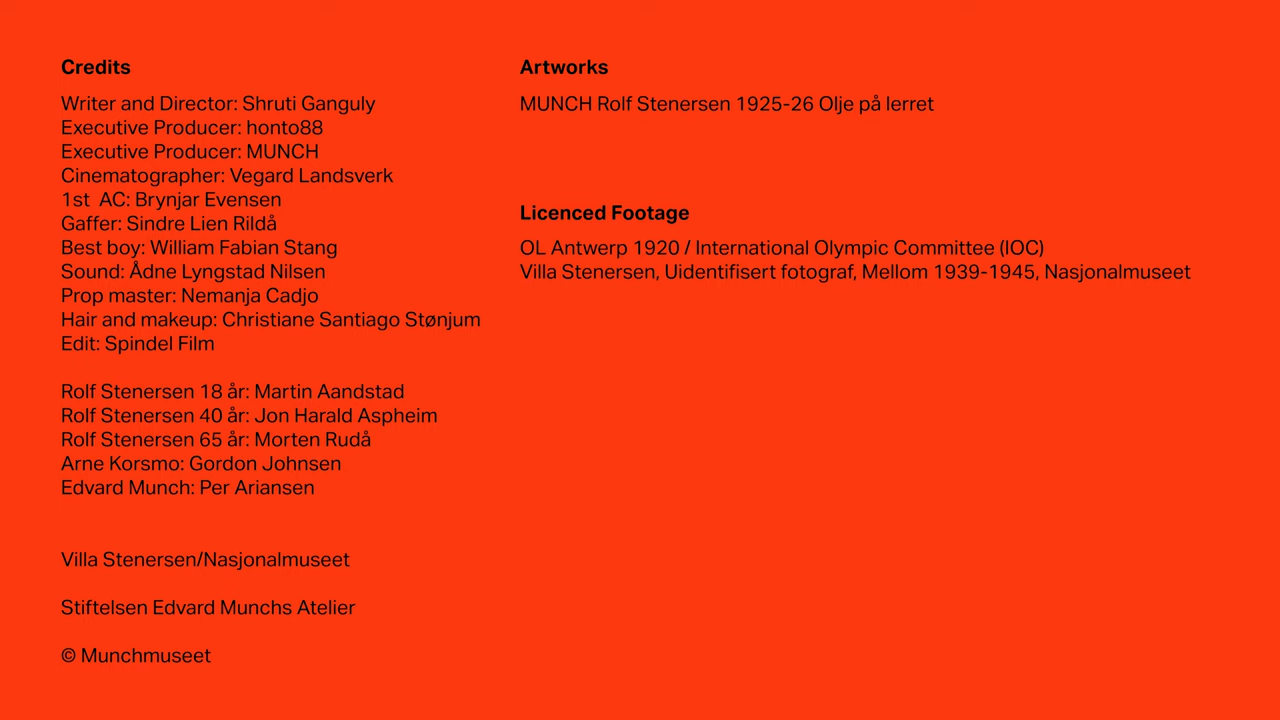 Credits
Writer and Director: Shruti Ganguly
Executive Producer: honto88
Executive Producer: MUNCH
Cinematographer: Vegard Landsverk
1st  AC: Brynjar Evensen
Gaffer: Sindre Lien Rildå
Best boy: William Fabian Stang
Sound: Ådne Lyngstad Nilsen
Prop master: Nemanja Cadjo
Hair and makeup: Christiane Santiago Stønjum
Edit: Spindel Film
Rolf Stenersen 18 år: Martin Aandstad
Rolf Stenersen 40 år: Jon Harald Aspheim
Rolf Stenersen 65 år: Morten Rudå
Arne Korsmo: Gordon Johnsen
Edvard Munch: Per Ariansen
Villa Stenersen/Nasjonalmuseet
Stiftelsen Edvard Munchs Atelier
© Munchmuseet
Artworks
MUNCH Rolf Stenersen 1925-26 Olje på lerret
Licenced Footage
OL Antwerp 1920 / International Olympic Committee (IOC)
Villa Stenersen, Uidentifisert fotograf, Mellom 1939-1945, Nasjonalmuseet